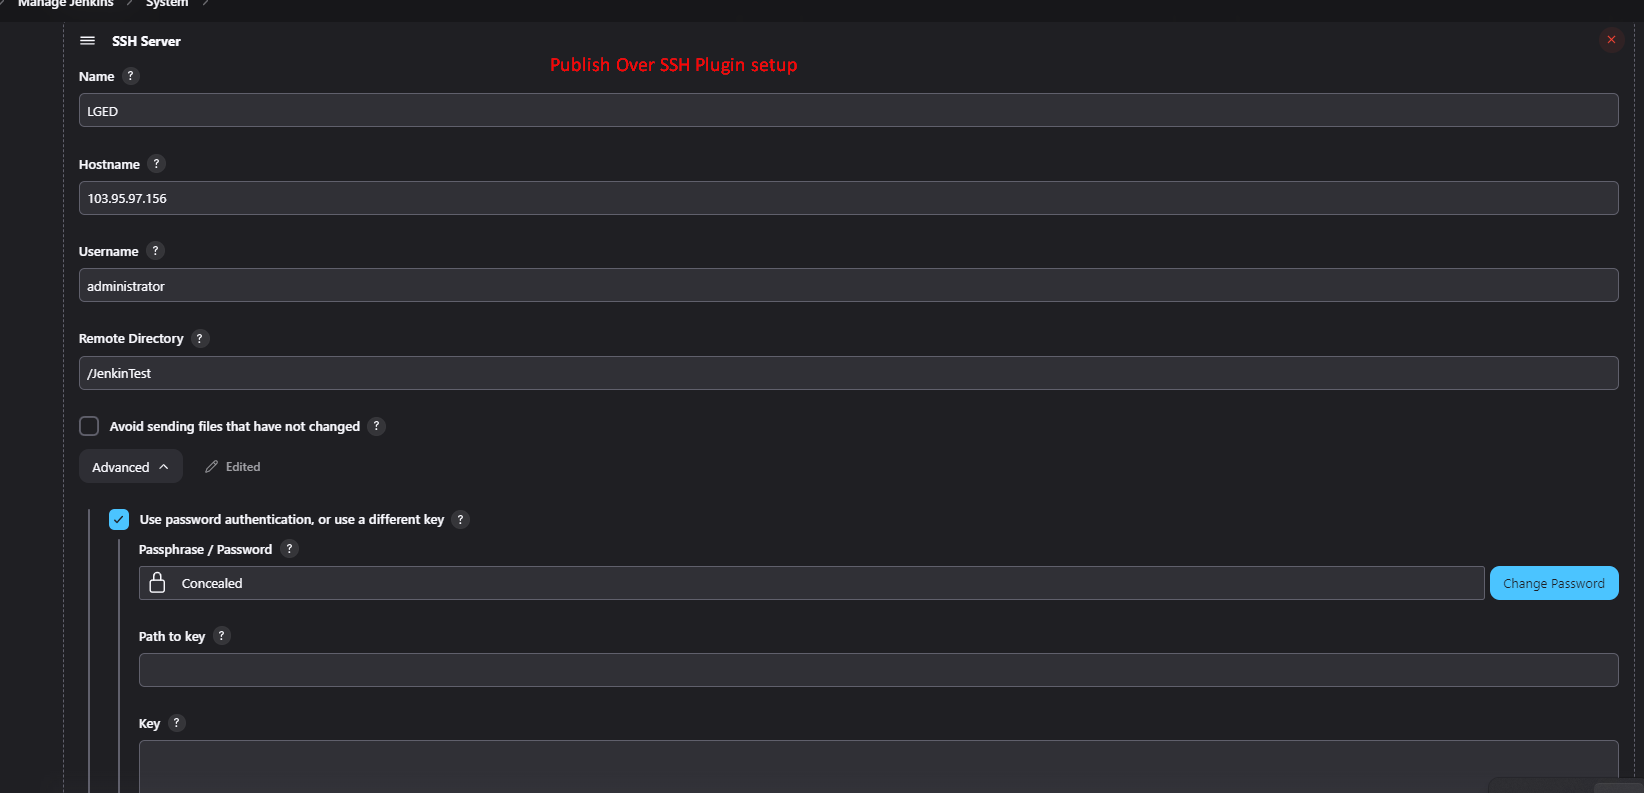 Manage Jenkins / System
SSH Server
Publish Over SSH Plugin setup
Name ?
LGED
Hostname ?
103.95.97.156
Username ?
administrator
Remote Directory ?
/JenkinTest
Avoid sending files that have not changed ?
Advanced Edited
Use password authentication, or use a different key ?
Passphrase / Password ?
Concealed Change Password
Path to key ?
Key ?